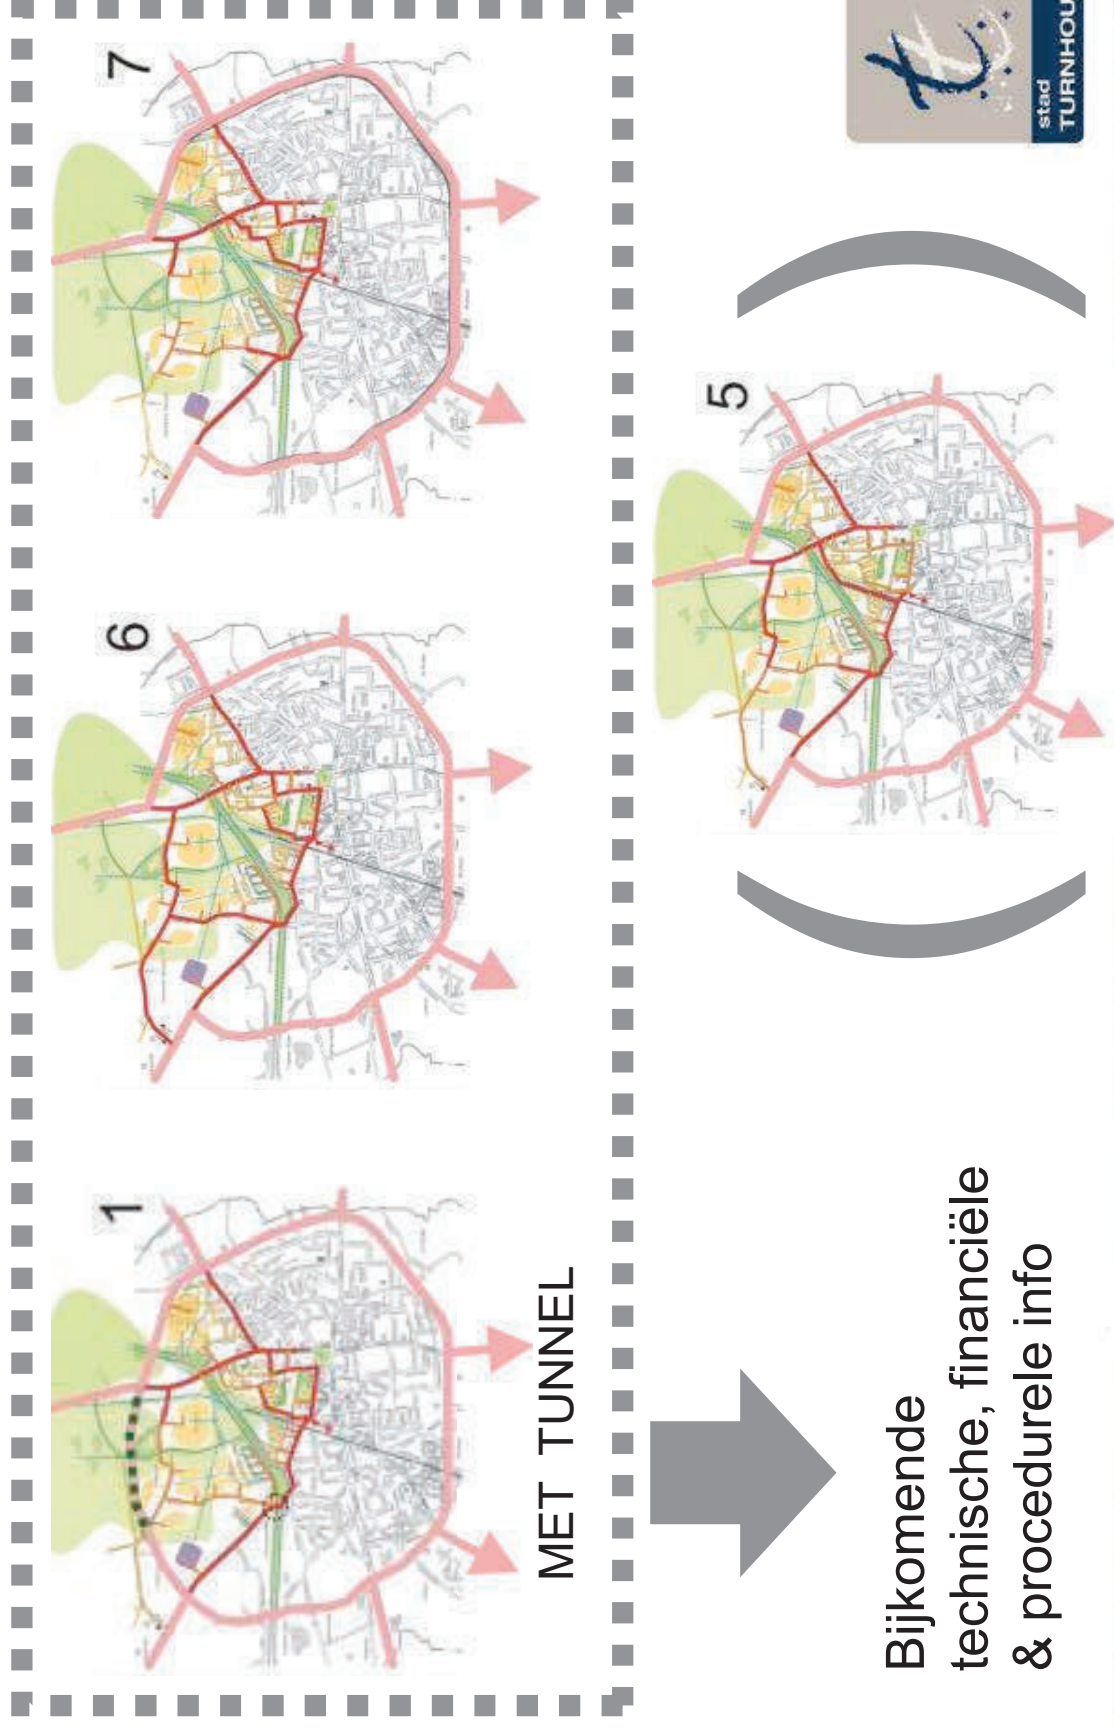 1
6
7
MET TUNNEL
5
Bijkomende
technische, financiële
& procedurele info
stad
TURNHOU